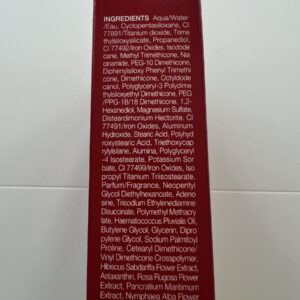 INGREDIENTS Aqua/Water
/Eau, Cyclopentasiloxane, CI
77891/Titanium dioxide, Trime
thylsiloxysilicate, Propanediol,
CI 77492/Iron Oxides, Isodode
cane, Methyl Trimethicone, Ni
acinamide, PEG-10 Dimethicone,
Diphenylsiloxy Phenyl Trimethi
cone, Dimethicone, Octyldode
canol, Polyglyceryl-3 Polydime
thylsiloxyethyl Dimethicone, PEG
/PPG-18/18 Dimethicone, 1,2-
Hexanediol, Magnesium Sulfate,
Disteardimonium Hectorite, CI
77491/Iron Oxides, Aluminum
Hydroxide, Stearic Acid, Polyhyd
roxystearic Acid, Triethoxycap
rylylsilane, Alumina, Polyglyceryl
-4 Isostearate, Potassium Sor
bate, CI 77499/Iron Oxides, Iso
propyl Titanium Triisostearate,
Parfum/Fragrance, Neopentyl
Glycol Diethylhexanoate, Adeno
sine, Trisodium Ethylenediamine
Disuccinate, Polymethyl Methacry
late, Haematococcus Pluvialis Oil,
Butylene Glycol, Glycerin, Dipro
pylene Glycol, Sodium Palmitoyl
Proline, Cetearyl Dimethicone/
Vinyl Dimethicone Crosspolymer,
Hibiscus Sabdariffa Flower Extract,
Astaxanthin, Rosa Rugosa Flower
Extract, Pancratium Maritimum
Extract, Nymphaea Alba Flower